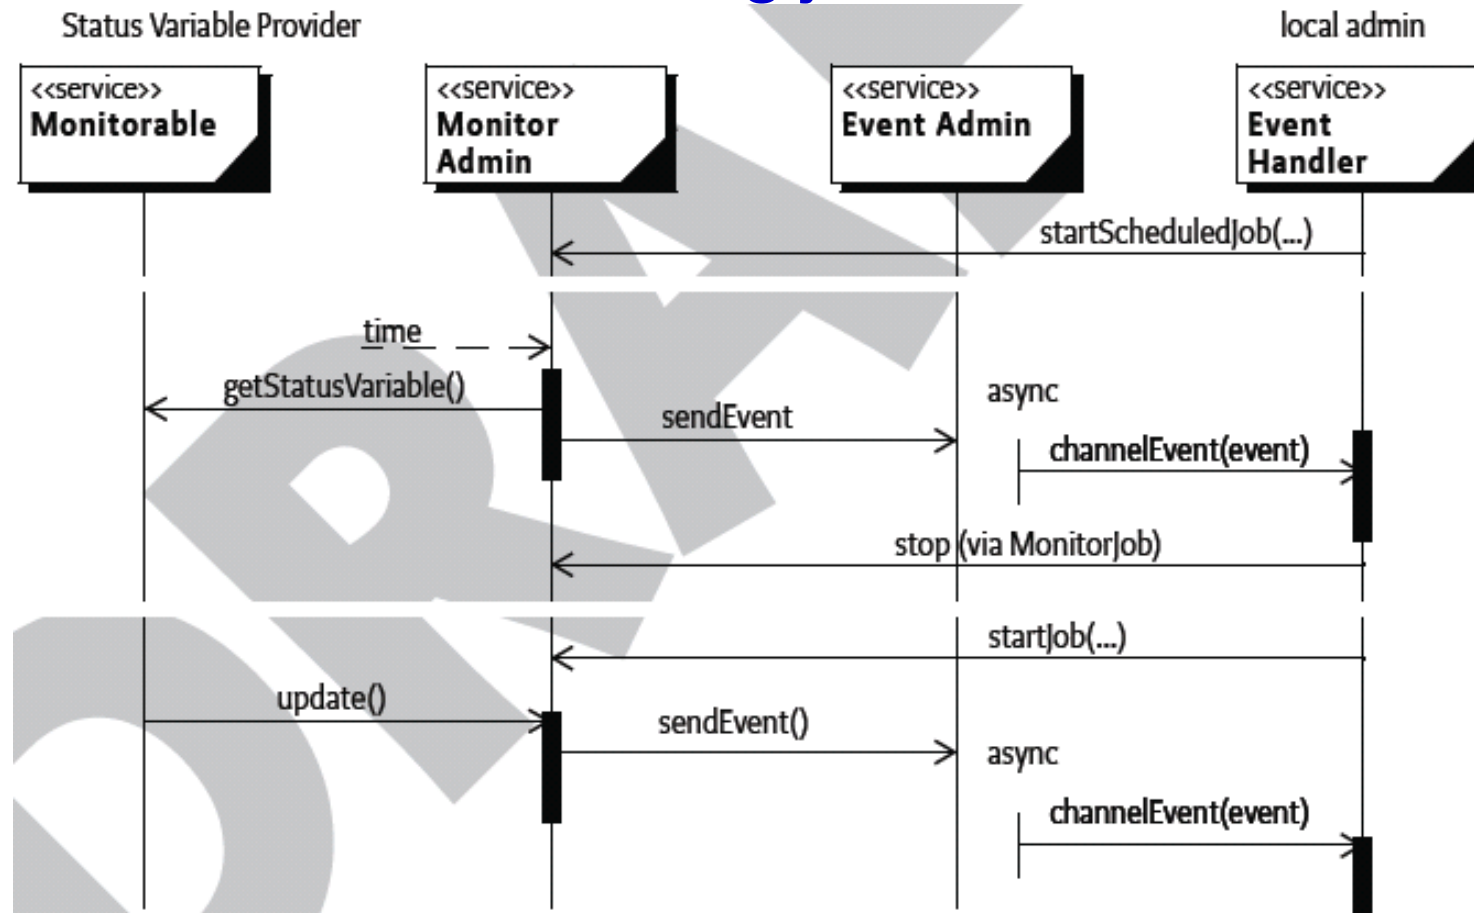 Status Variable Provider
local admin
<<service>>
Monitorable
<<service>>
Monitor
Admin
<<service>>
Event Admin
<<service>>
Event
Handler
startScheduledJob(...)
time
getStatusVariable()
sendEvent
async
channelEvent(event)
stop (via MonitorJob)
startJob(...)
update()
sendEvent()
async
channelEvent(event)